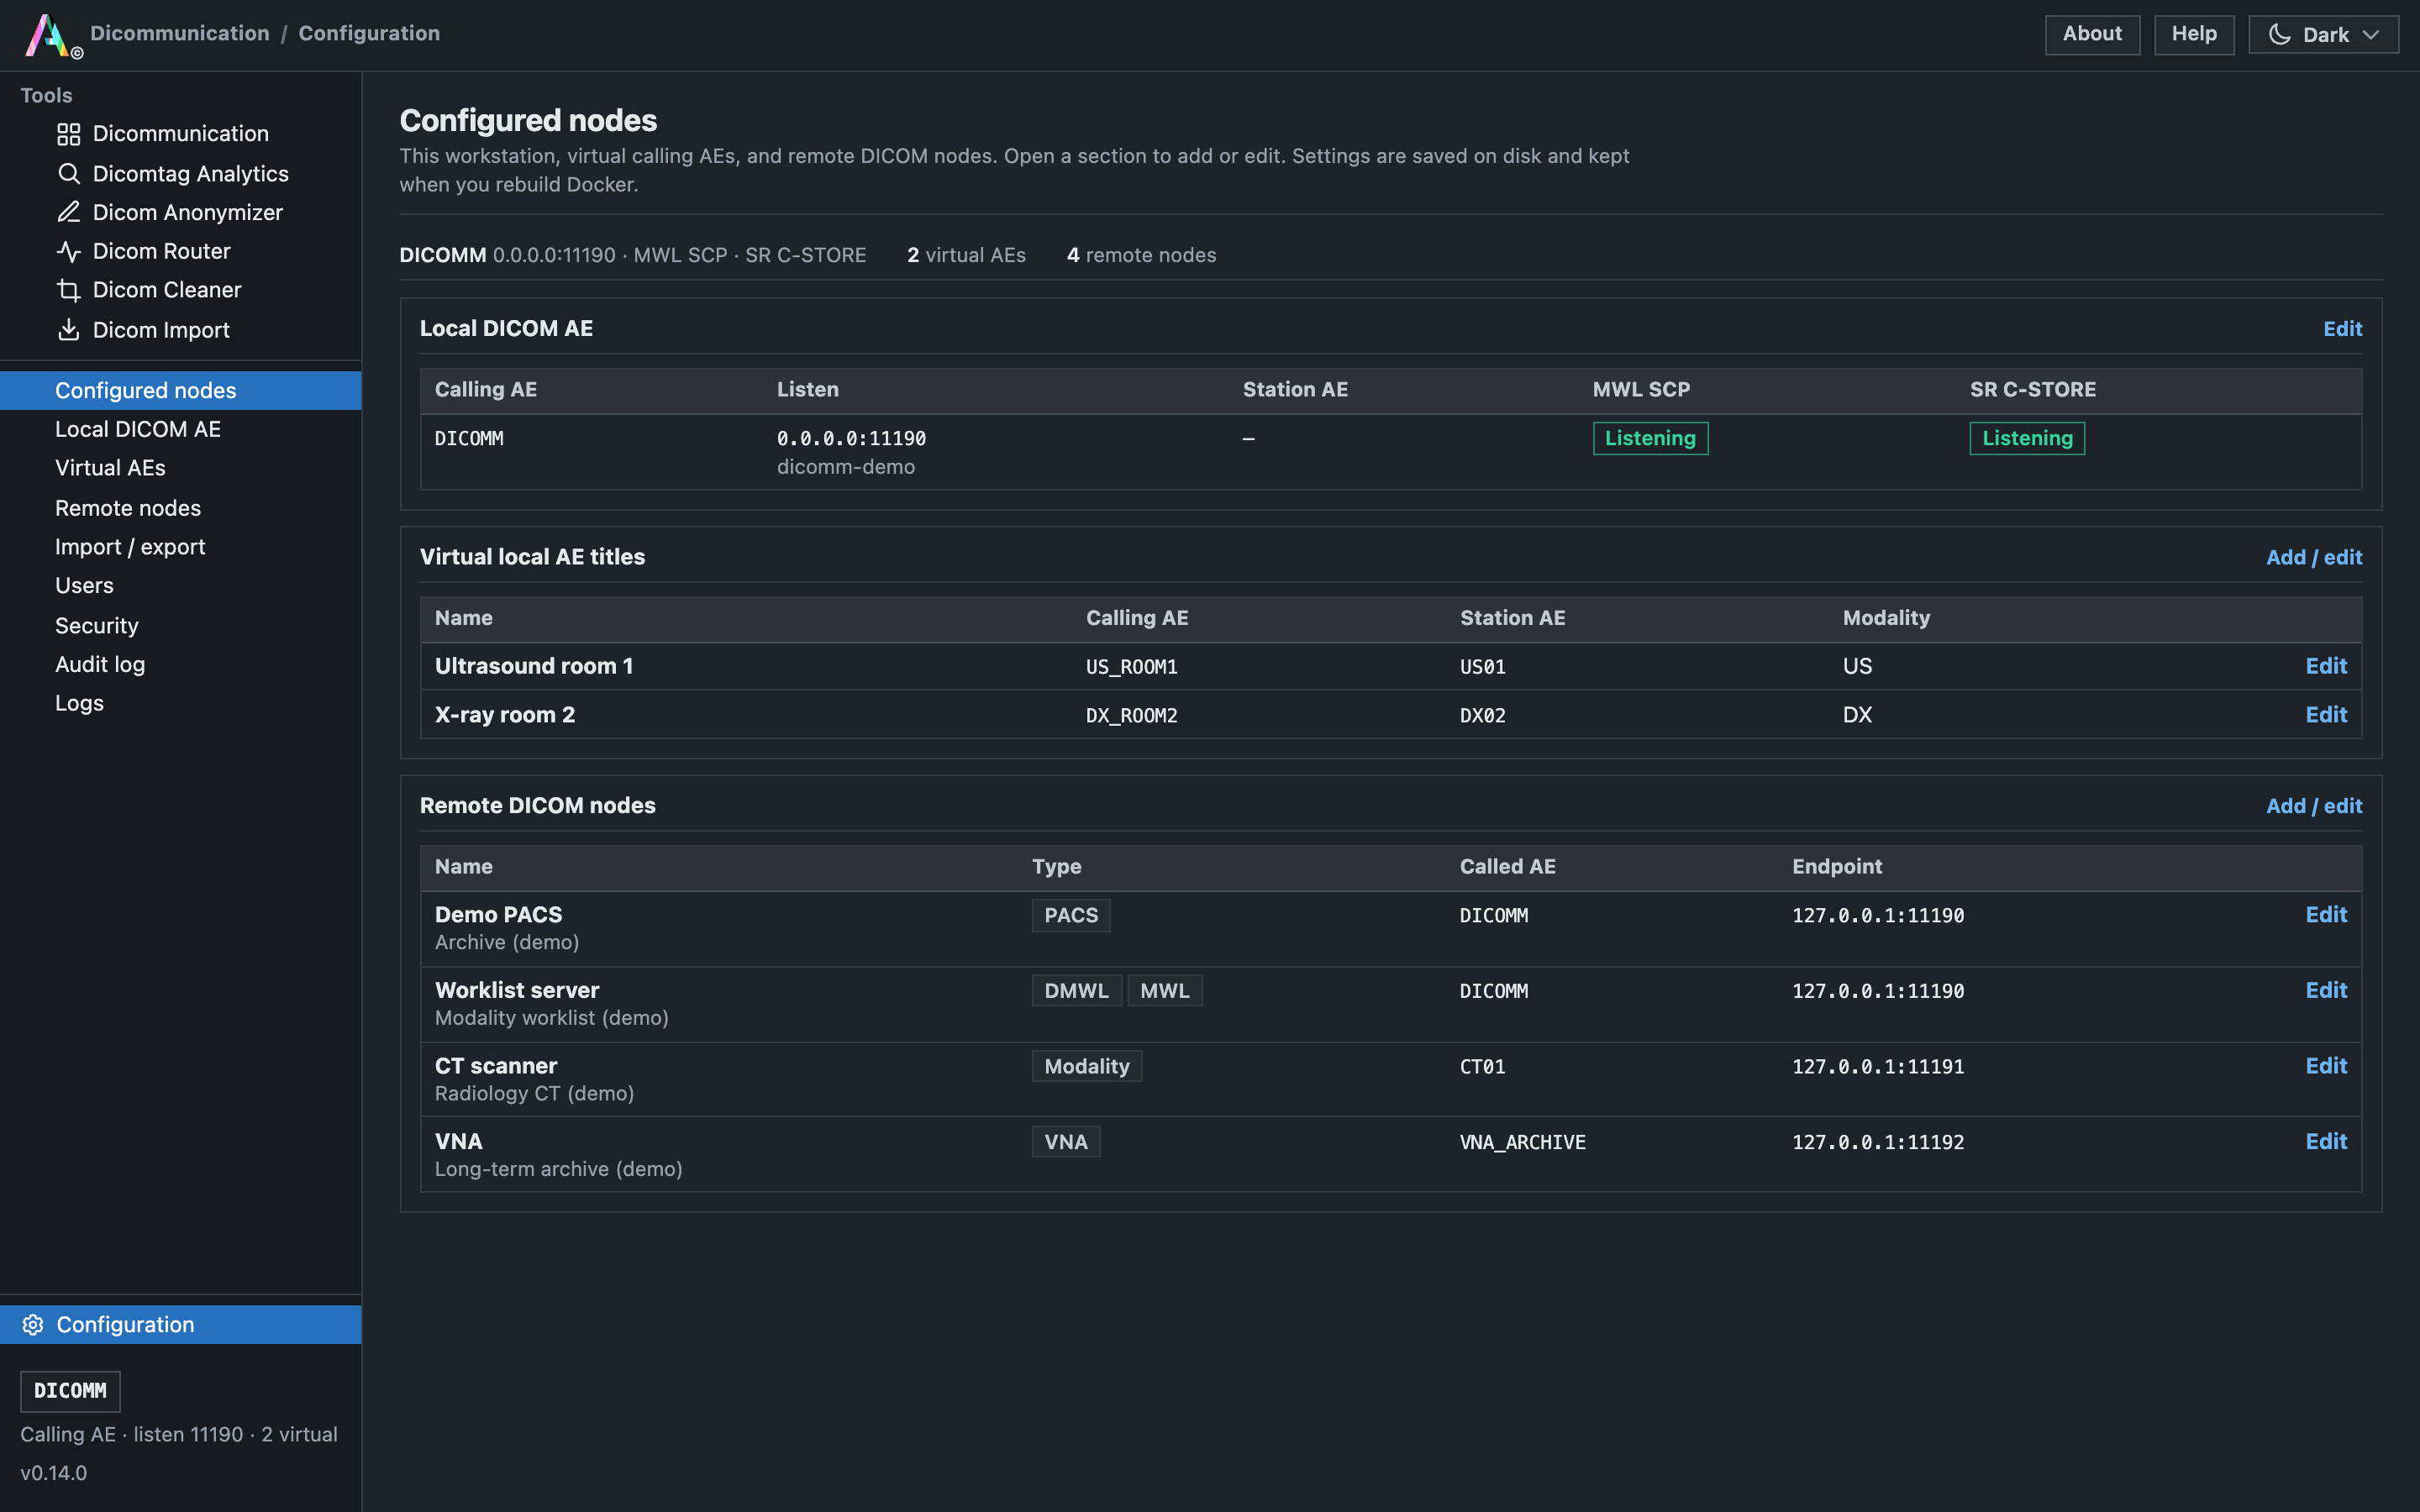 Dicommunication / Configuration
About
Help
Dark
Tools
Dicommunication
Dicomtag Analytics
Dicom Anonymizer
Dicom Router
Dicom Cleaner
Dicom Import
Configured nodes
Local DICOM AE
Virtual AEs
Remote nodes
Import / export
Users
Security
Audit log
Logs
Configuration
DICOMM
Calling AE · listen 11190 · 2 virtual
v0.14.0
Configured nodes
This workstation, virtual calling AEs, and remote DICOM nodes. Open a section to add or edit. Settings are saved on disk and kept
when you rebuild Docker.
DICOMM 0.0.0.0:11190 · MWL SCP · SR C-STORE 2 virtual AEs 4 remote nodes
Local DICOM AE Edit
Calling AE Listen Station AE MWL SCP SR C-STORE
DICOMM 0.0.0.0:11190 — Listening Listening
dicomm-demo
Virtual local AE titles Add / edit
Name Calling AE Station AE Modality
Ultrasound room 1 US_ROOM1 US01 US Edit
X-ray room 2 DX_ROOM2 DX02 DX Edit
Remote DICOM nodes Add / edit
Name Type Called AE Endpoint
Demo PACS PACS DICOMM 127.0.0.1:11190 Edit
Archive (demo)
Worklist server DMWL MWL DICOMM 127.0.0.1:11190 Edit
Modality worklist (demo)
CT scanner Modality CT01 127.0.0.1:11191 Edit
Radiology CT (demo)
VNA VNA VNA_ARCHIVE 127.0.0.1:11192 Edit
Long-term archive (demo)